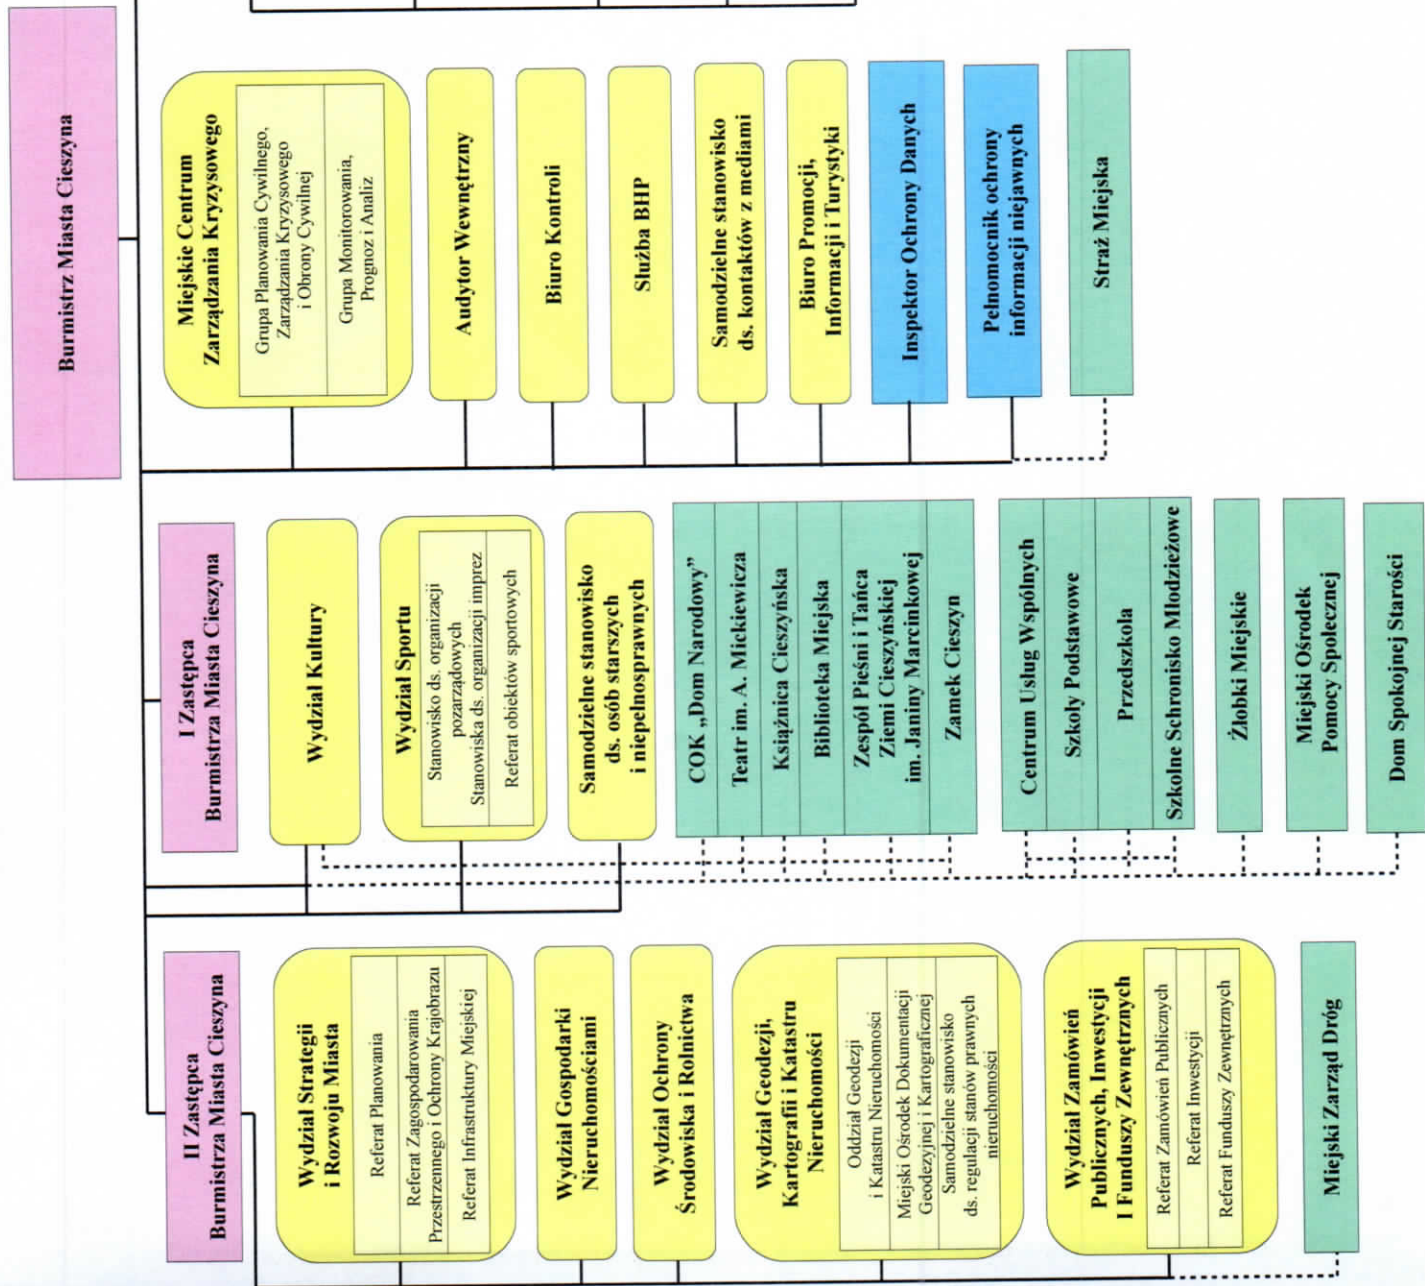 Burmistrz Miasta Cieszyna
II Zastępca
Burmistrza Miasta Cieszyna
Wydział Strategii
i Rozwoju Miasta
Referat Planowania
Referat Zagospodarowania
Przestrzennego i Ochrony Krajobrazu
Referat Infrastruktury Miejskiej
Wydział Gospodarki
Nieruchomościami
Wydział Ochrony
Środowiska i Rolnictwa
Wydział Geodezji,
Kartografii i Katastru
Nieruchomości
Oddział Geodezji
i Katastru Nieruchomości
Miejski Ośrodek Dokumentacji
Geodezyjnej i Kartograficznej
Samodzielne stanowisko
ds. regulacji stanów prawnych
nieruchomości
Wydział Zamówień
Publicznych, Inwestycji
I Funduszy Zewnętrznych
Referat Zamówień Publicznych
Referat Inwestycji
Referat Funduszy Zewnętrznych
Miejski Zarząd Dróg
I Zastępca
Burmistrza Miasta Cieszyna
Wydział Kultury
Wydział Sportu
Stanowisko ds. organizacji
pozarządowych
Stanowiska ds. organizacji imprez
Referat obiektów sportowych
Samodzielne stanowisko
ds. osób starszych
i niepełnosprawnych
COK „Dom Narodowy”
Teatr im. A. Mickiewicza
Książnica Cieszyńska
Biblioteka Miejska
Zespół Pieśni i Tańca
Ziemi Cieszyńskiej
im. Janiny Marcinkowej
Zamek Cieszyn
Centrum Usług Wspólnych
Szkoły Podstawowe
Przedszkola
Szkolne Schronisko Młodzieżowe
Żłobki Miejskie
Miejski Ośrodek
Pomocy Społecznej
Dom Spokojnej Starości
Miejskie Centrum
Zarządzania Kryzysowego
Grupa Planowania Cywilnego,
Zarządzania Kryzysowego
i Obrony Cywilnej
Grupa Monitorowania,
Prognoz i Analiz
Audytor Wewnętrzny
Biuro Kontroli
Służba BHP
Samodzielne stanowisko
ds. kontaktów z mediami
Biuro Promocji,
Informacji i Turystyki
Inspektor Ochrony Danych
Pełnomocnik ochrony
informacji niejawnych
Straż Miejska